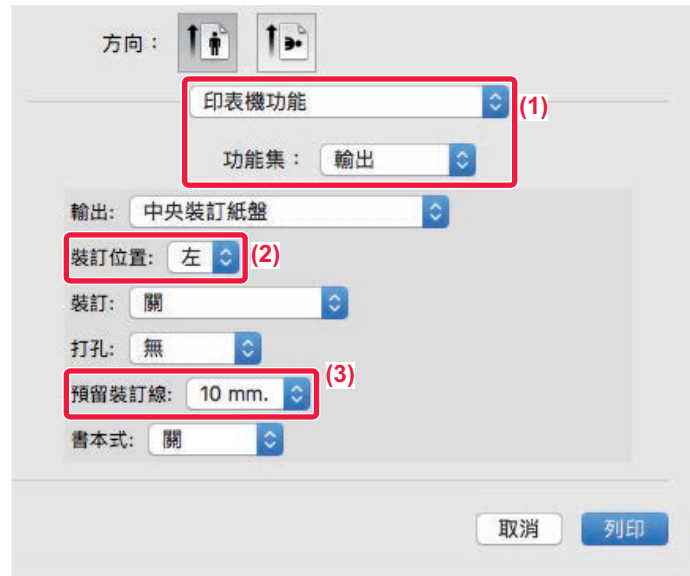 方向：
印表機功能
(1)
功能集： 輸出
輸出: 中央裝訂紙盤
裝訂位置: 左 (2)
裝訂: 關
打孔: 無
(3)
預留裝訂線: 10 mm.
書本式: 關
取消 列印